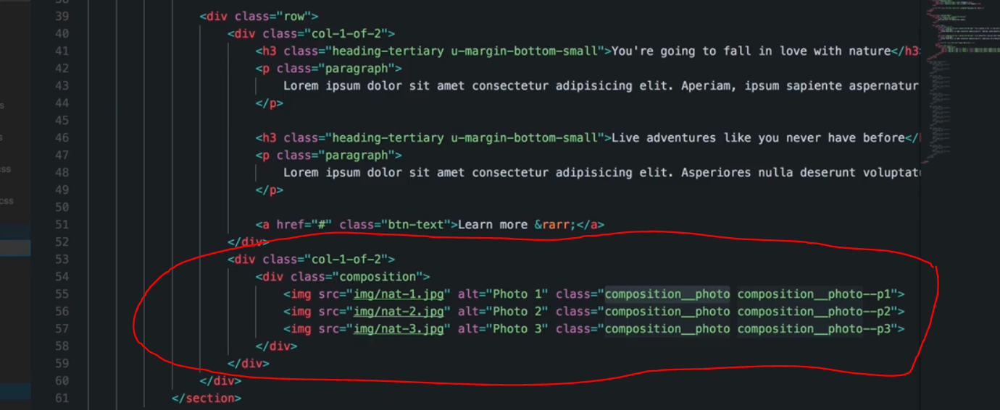 39 <div class="row">
40 <div class="col-1-of-2">
41 <h3 class="heading-tertiary u-margin-bottom-small">You're going to fall in love with nature</h3>
42 <p class="paragraph">
43 Lorem ipsum dolor sit amet consectetur adipisicing elit. Aperiam, ipsum sapiente aspernatur
44 </p>
45
46 <h3 class="heading-tertiary u-margin-bottom-small">Live adventures like you never have before</
47 <p class="paragraph">
48 Lorem ipsum dolor sit amet consectetur adipisicing elit. Asperiores nulla deserunt voluptat
49 </p>
50
51 <a href="#" class="btn-text">Learn more &rarr;</a>
52 </div>
53 <div class="col-1-of-2">
54 <div class="composition">
55 <img src="img/nat-1.jpg" alt="Photo 1" class="composition__photo composition__photo--p1">
56 <img src="img/nat-2.jpg" alt="Photo 2" class="composition__photo composition__photo--p2">
57 <img src="img/nat-3.jpg" alt="Photo 3" class="composition__photo composition__photo--p3">
58 </div>
59 </div>
60 </div>
61 </section>